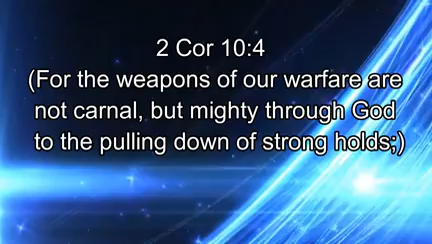 2 Cor 10:4
(For the weapons of our warfare are
not carnal, but mighty through God
to the pulling down of strong holds;)